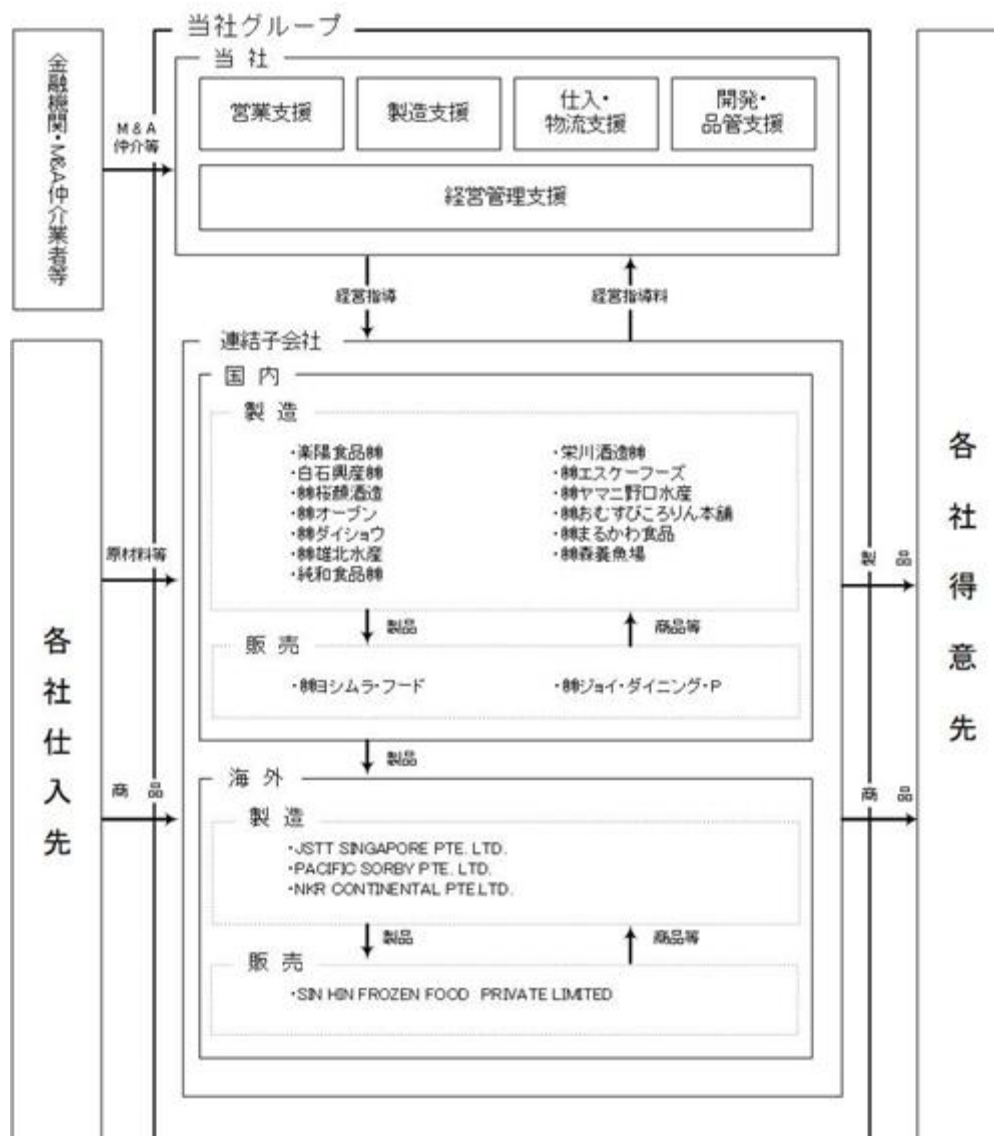 当社グループ
金融機関・M&A仲介業者等
M&A
仲介等
当社
営業支援
製造支援
仕入・
物流支援
開発・
品管支援
経営管理支援
経営指導
経営指導料
連結子会社
国内
製造
・楽陽食品㈱
・白石興産㈱
・㈱桜顔酒造
・㈱オーブン
・㈱ダイショウ
・㈱雄北水産
・純和食品㈱
・栄川酒造㈱
・㈱エスケーフーズ
・㈱ヤマニ野口水産
・㈱おむすびころりん本舗
・㈱まるかわ食品
・㈱森養魚場
製品
商品等
販売
・㈱ヨシムラ・フード
・㈱ジョイ・ダイニング・P
製品
海外
製造
・JSTT SINGAPORE PTE. LTD.
・PACIFIC SORBY PTE. LTD.
・NKR CONTINENTAL PTE.LTD.
製品
商品等
販売
・SIN HIN FROZEN FOOD PRIVATE LIMITED
各社仕入先
原材料等
商品
製品
商品
各社得意先